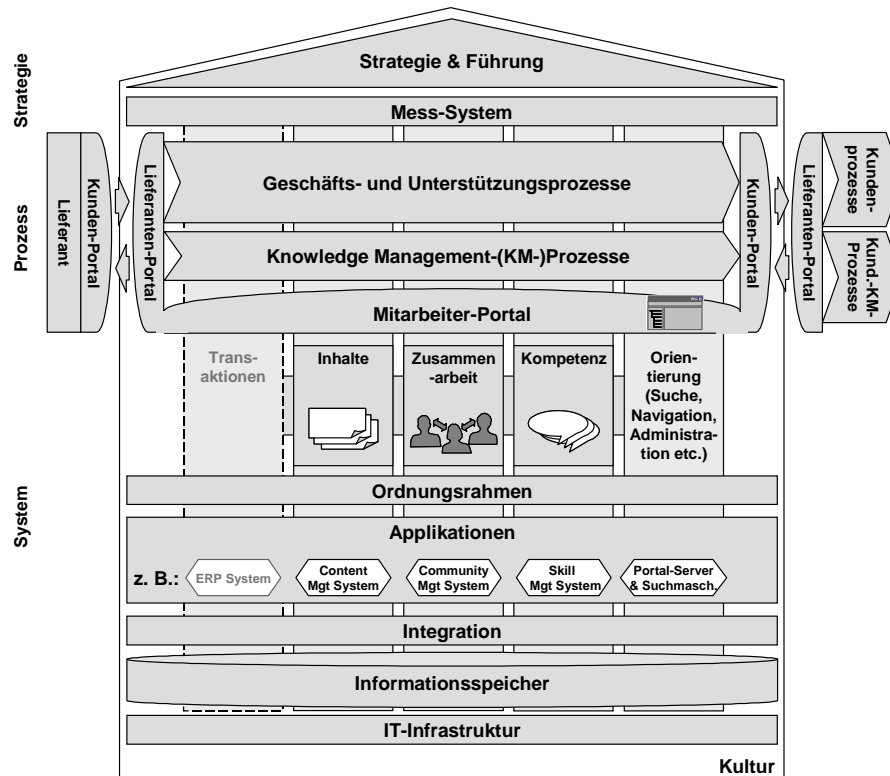 Strategie
Strategie & Führung
Mess-System
Prozess
Lieferant
Kunden-Portal
Lieferanten-Portal
Geschäfts- und Unterstützungsprozesse
Knowledge Management-(KM-)Prozesse
Mitarbeiter-Portal
Kunden-Portal
Lieferanten-Portal
Kunden-
prozesse
Kund.-KM-
Prozesse
System
Trans-
aktionen
Inhalte
Zusammen
-arbeit
Kompetenz
Orien-
tierung
(Suche,
Navigation,
Administra-
tion etc.)
Ordnungsrahmen
Applikationen
z. B.:
ERP System
Content
Mgt System
Community
Mgt System
Skill
Mgt System
Portal-Server
& Suchmasch.
Integration
Informationsspeicher
IT-Infrastruktur
Kultur